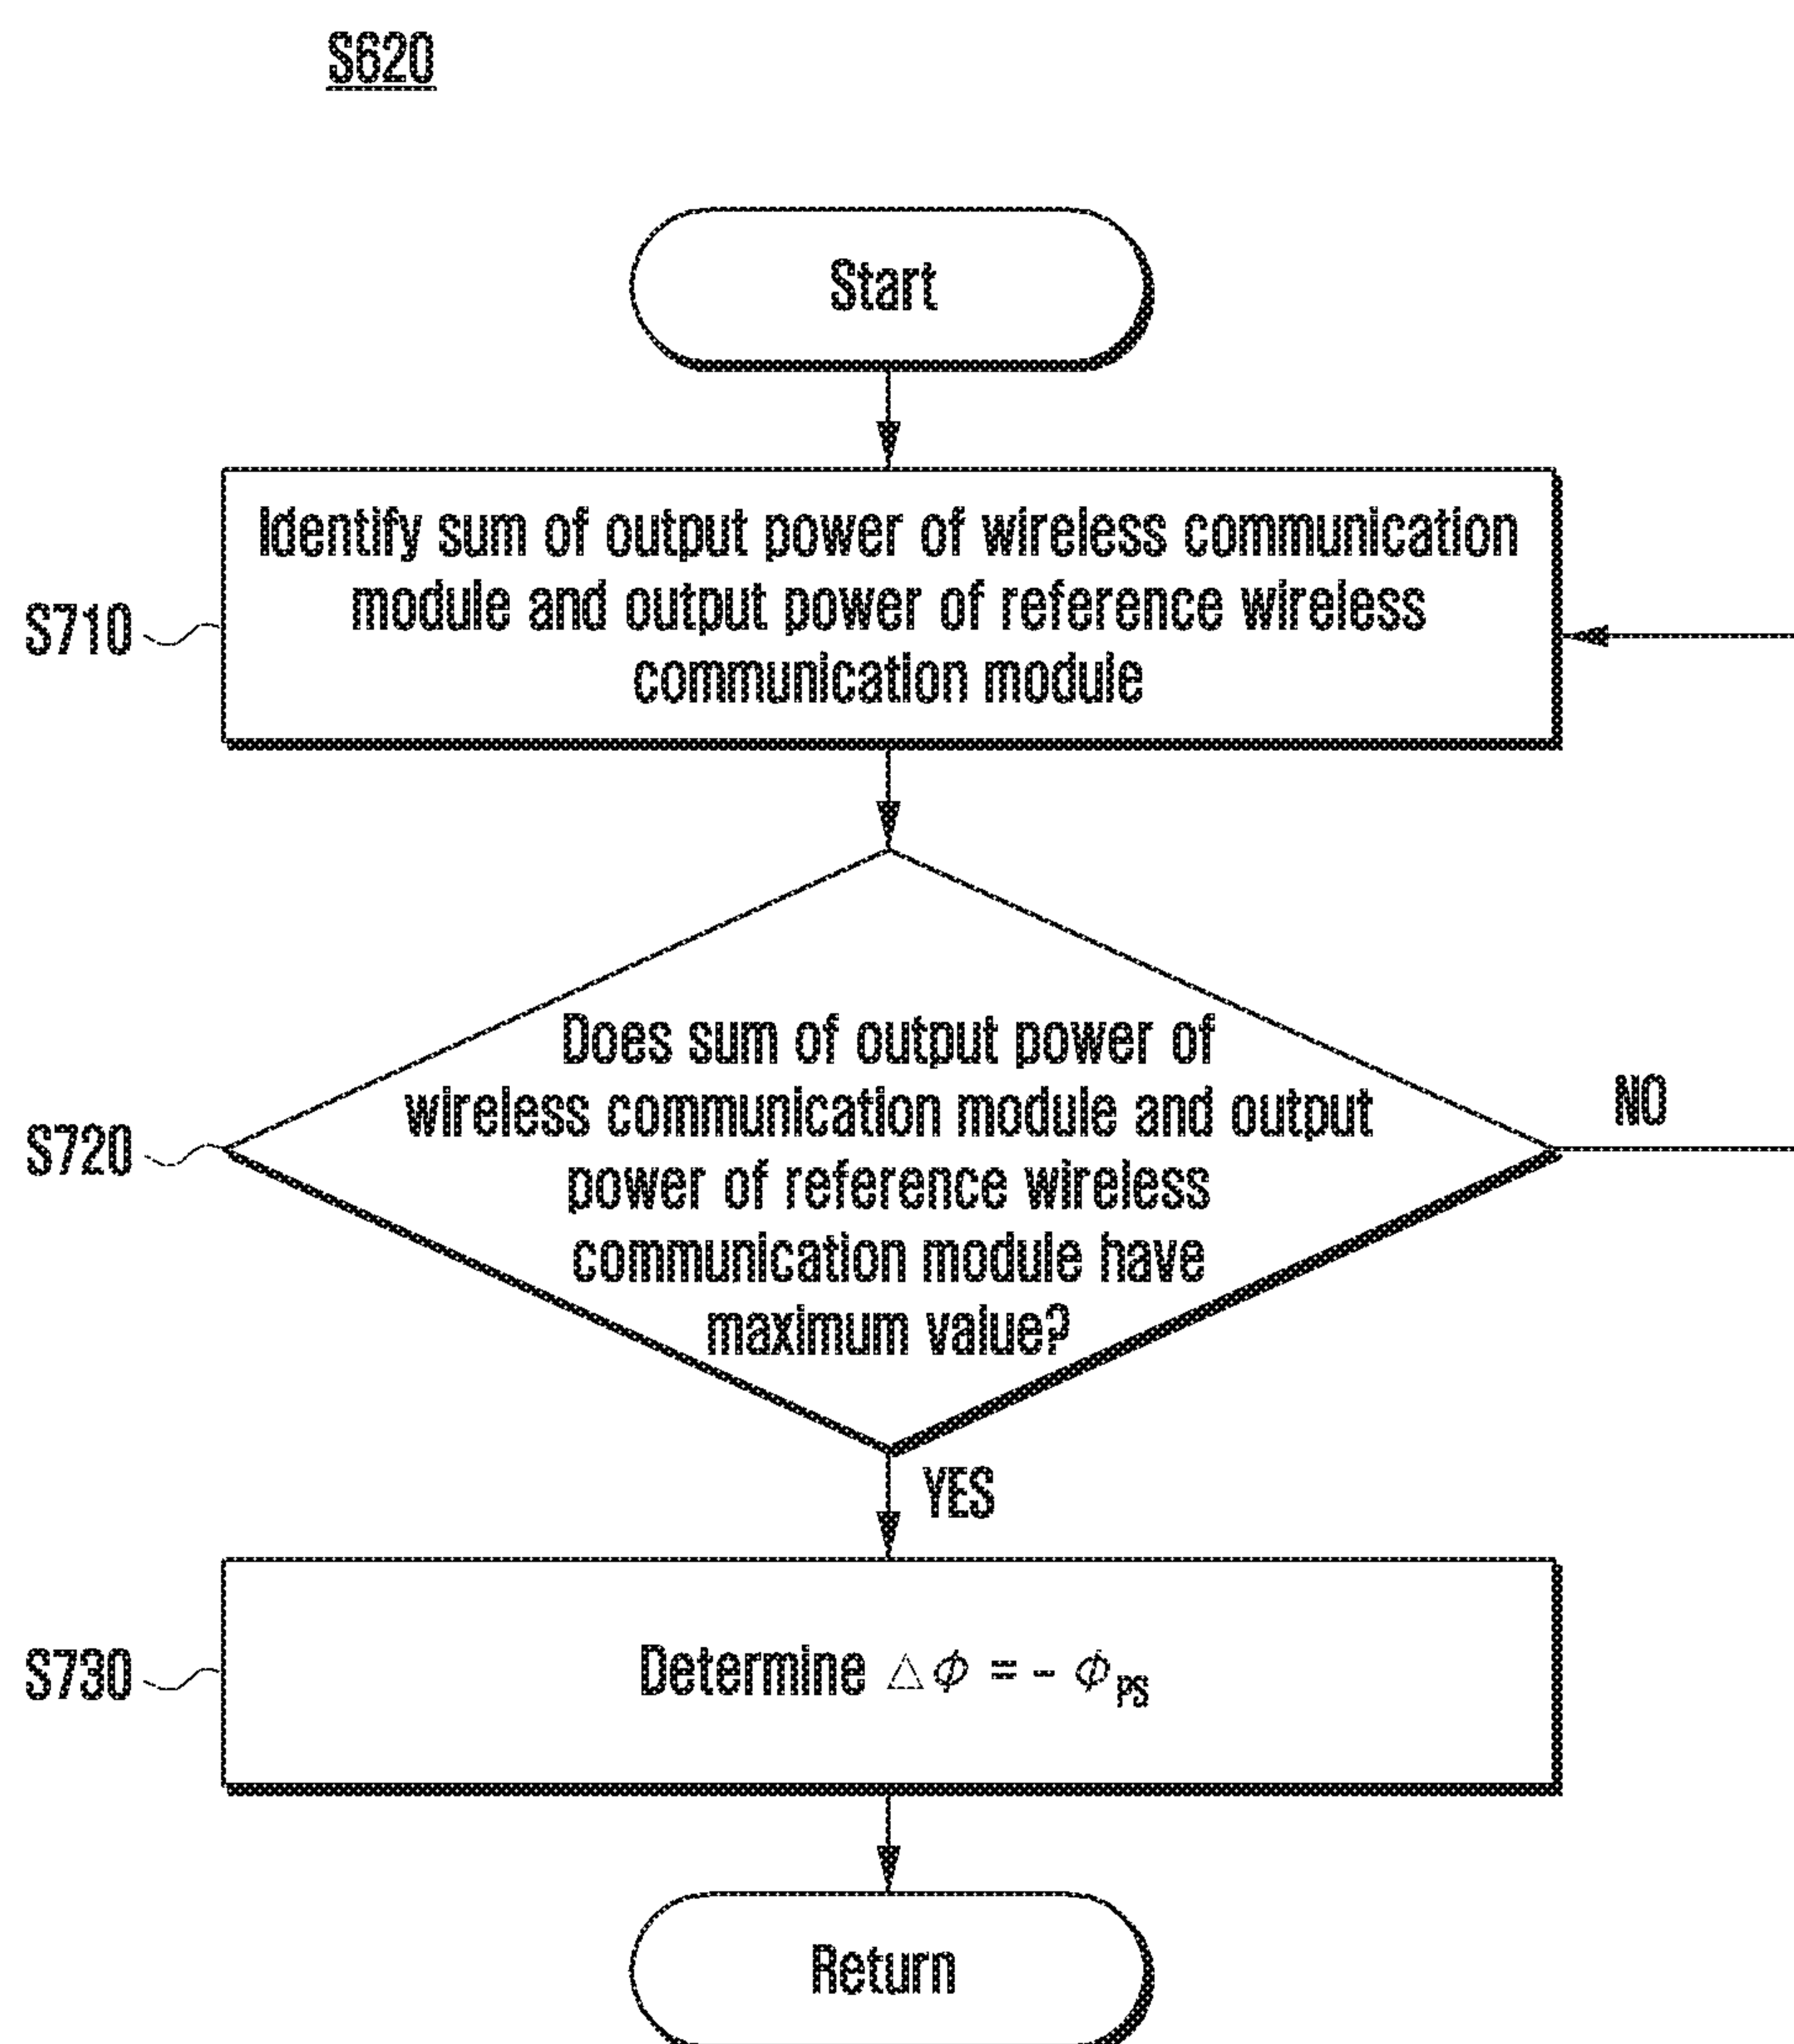 S620
Start
S710
Identify sum of output power of wireless communication
module and output power of reference wireless
communication module
S720
Does sum of output power of
wireless communication module and output
power of reference wireless
communication module have
maximum value?
NO
YES
S730
Determine △ϕ = - ϕPS
Return